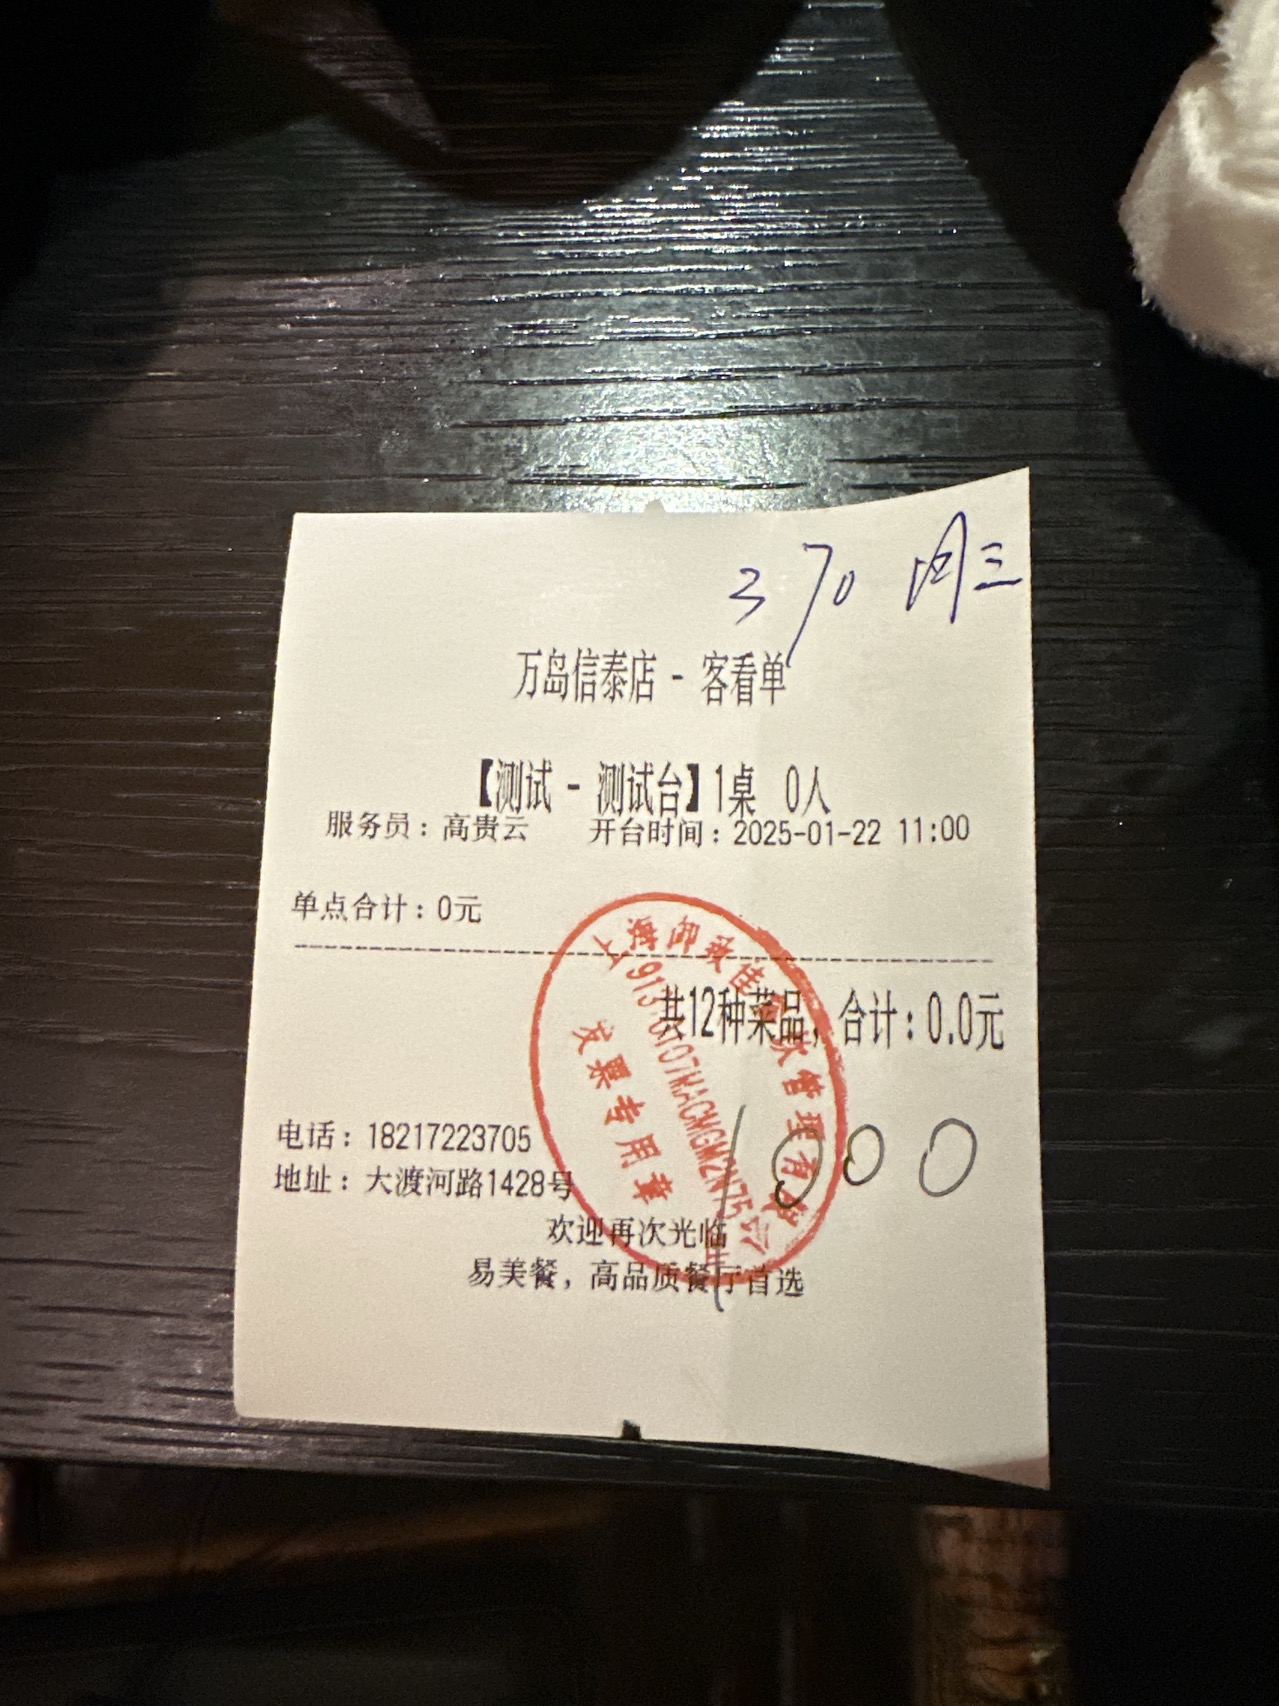 370 周三
万岛信泰店 - 客看单
【测试 - 测试台】1桌 0人
服务员：高贵云 开台时间：2025-01-22 11:00
单点合计：0元
共12种菜品，合计：0.0元
1000
电话：18217223705
地址：大渡河路1428号
欢迎再次光临
易美餐，高品质餐厅首选
发票专用章